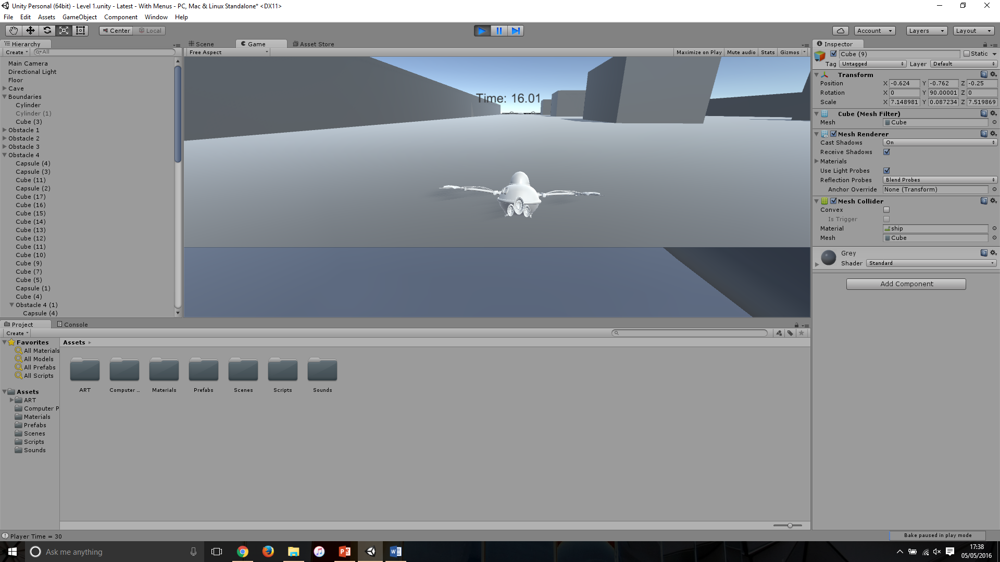 Unity Personal (64bit) - Level 1.unity - Latest - With Menus - PC, Mac & Linux Standalone* <DX11>
File Edit Assets GameObject Component Window Help
Center Local
Account Layers Layout
Hierarchy
Create All
Main Camera
Directional Light
Floor
Cave
Boundaries
Cylinder
Cylinder (1)
Cube (3)
Obstacle 1
Obstacle 2
Obstacle 3
Obstacle 4
Capsule (4)
Capsule (3)
Cube (11)
Capsule (2)
Cube (17)
Cube (16)
Cube (15)
Cube (14)
Cube (13)
Cube (12)
Cube (11)
Cube (10)
Cube (9)
Cube (7)
Cube (5)
Capsule (1)
Cube (4)
Obstacle 4 (1)
Capsule (4)
Scene Game Asset Store
Free Aspect Maximize on Play Mute audio Stats Gizmos
Time: 16.01
Inspector
Cube (9) Static
Tag Untagged Layer Default
Transform
Position X -0.624 Y -0.762 Z -0.25
Rotation X 0 Y 90.00001 Z 0
Scale X 7.148981 Y 0.087234 Z 7.519869
Cube (Mesh Filter)
Mesh Cube
Mesh Renderer
Cast Shadows On
Receive Shadows
Materials
Use Light Probes
Reflection Probes Blend Probes
Anchor Override None (Transform)
Mesh Collider
Convex
Is Trigger
Material ship
Mesh Cube
Grey
Shader Standard
Add Component
Project Console
Create
Favorites
All Materials
All Models
All Prefabs
All Scripts
Assets
ART
Computer P
Materials
Prefabs
Scenes
Scripts
Sounds
Assets
ART Computer ... Materials Prefabs Scenes Scripts Sounds
Player Time = 30
Bake paused in play mode
Ask me anything
17:38
05/05/2016